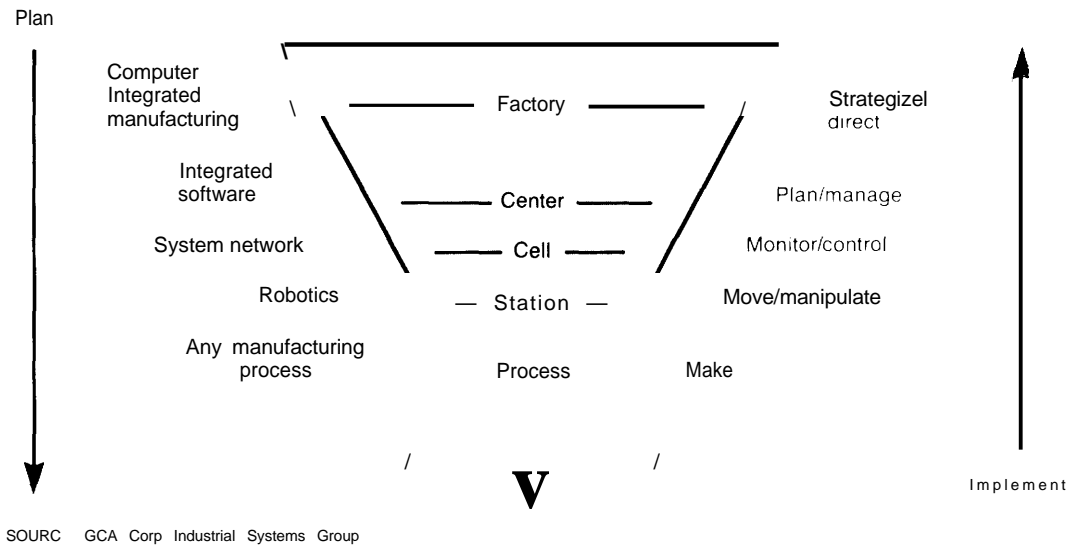 Plan
Computer
Integrated
manufacturing
Factory
Strategizel
direct
Integrated
software
Center
Plan/manage
System network
Cell
Monitor/control
Robotics
— Station —
Move/manipulate
Any manufacturing
process
Process
Make
V
Implement
SOURC GCA Corp Industrial Systems Group